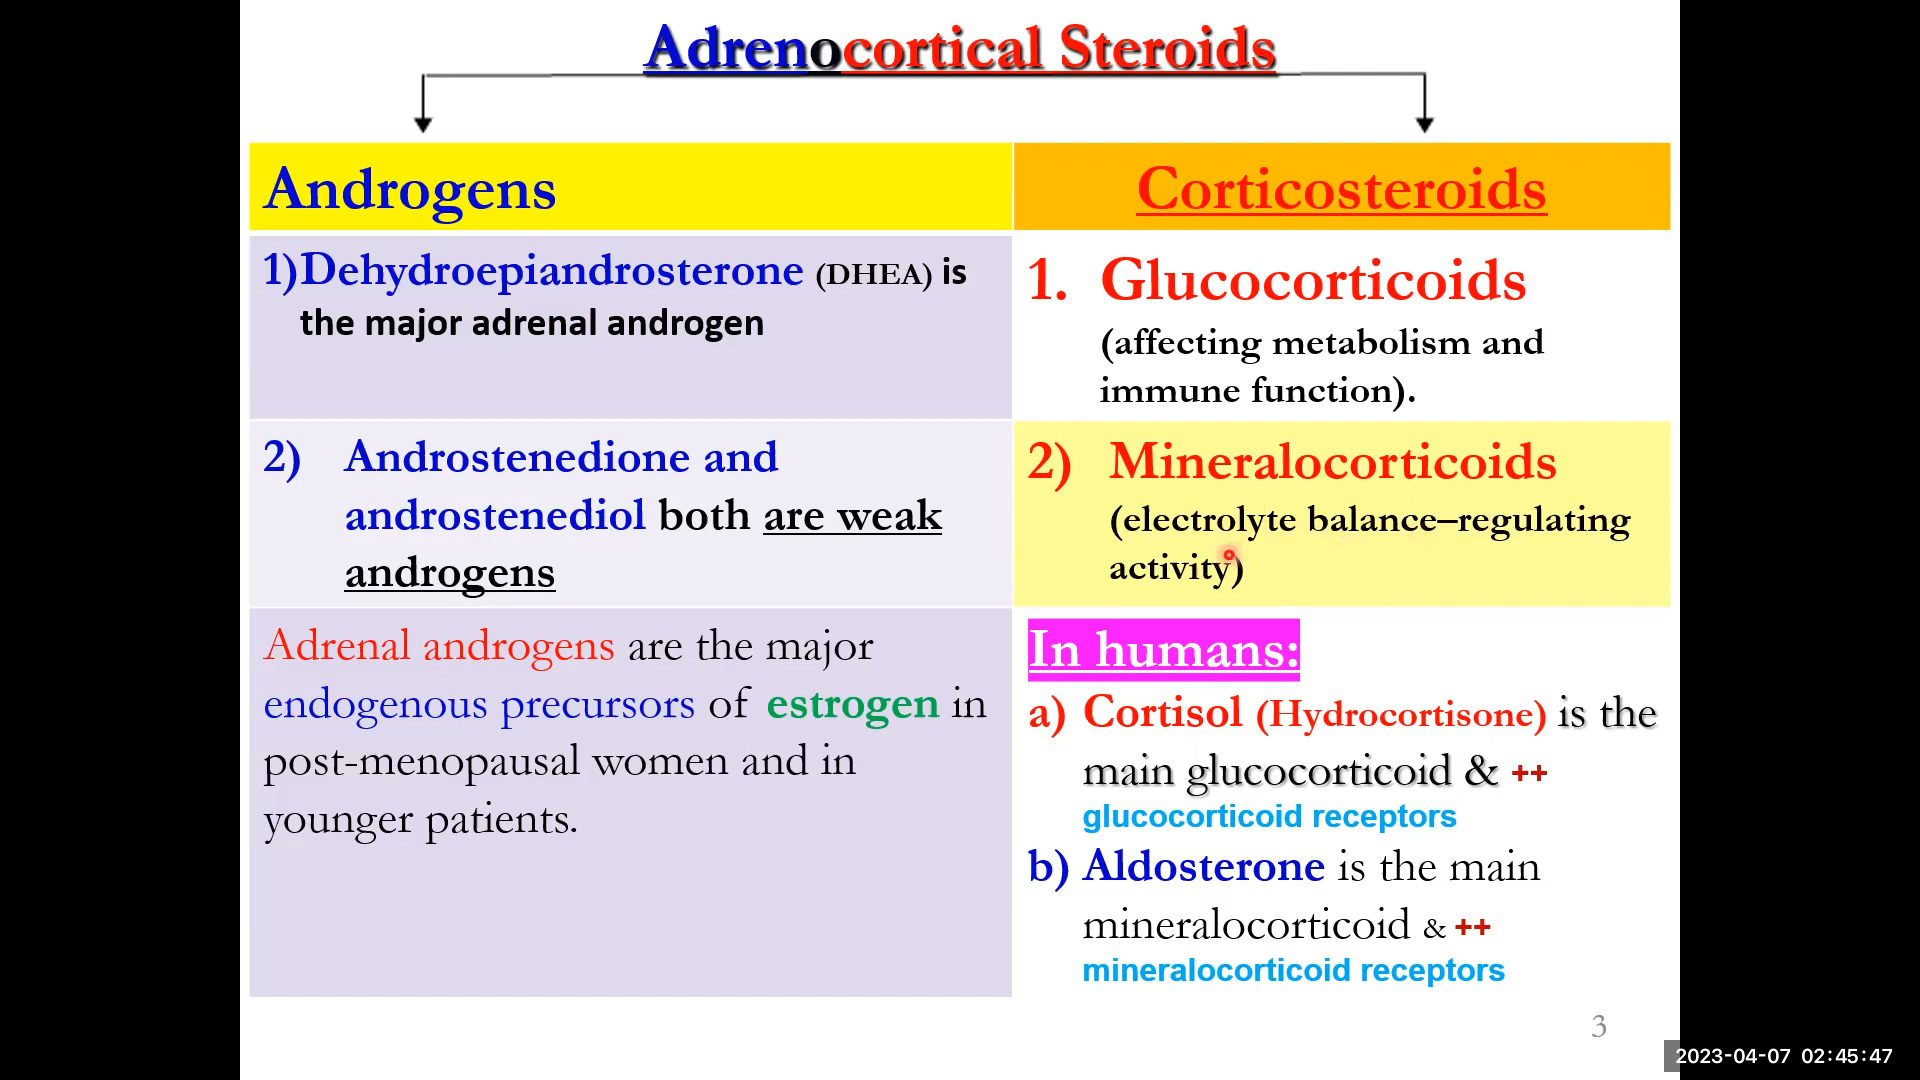 Adrenocortical Steroids
Androgens
1)Dehydroepiandrosterone (DHEA) is
the major adrenal androgen
2) Androstenedione and
androstenediol both are weak
androgens
Adrenal androgens are the major
endogenous precursors of estrogen in
post-menopausal women and in
younger patients.
Corticosteroids
1. Glucocorticoids
(affecting metabolism and
immune function).
2) Mineralocorticoids
(electrolyte balance–regulating
activity)
In humans:
a) Cortisol (Hydrocortisone) is the
main glucocorticoid & ++
glucocorticoid receptors
b) Aldosterone is the main
mineralocorticoid & ++
mineralocorticoid receptors
3
2023-04-07 02:45:47